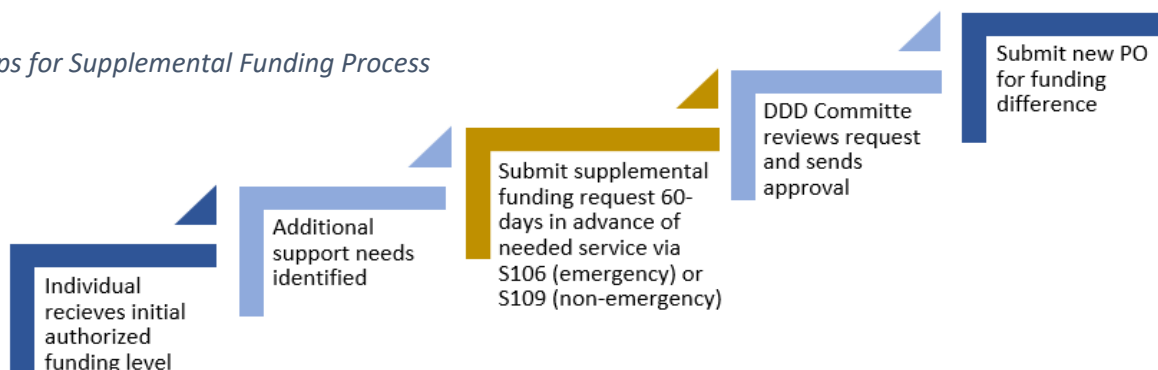 ps for Supplemental Funding Process
Individual
recieves initial
authorized
funding level
Additional
support needs
identified
Submit supplemental
funding request 60-
days in advance of
needed service via
S106 (emergency) or
S109 (non-emergency)
DDD Committe
reviews request
and sends
approval
Submit new PO
for funding
difference